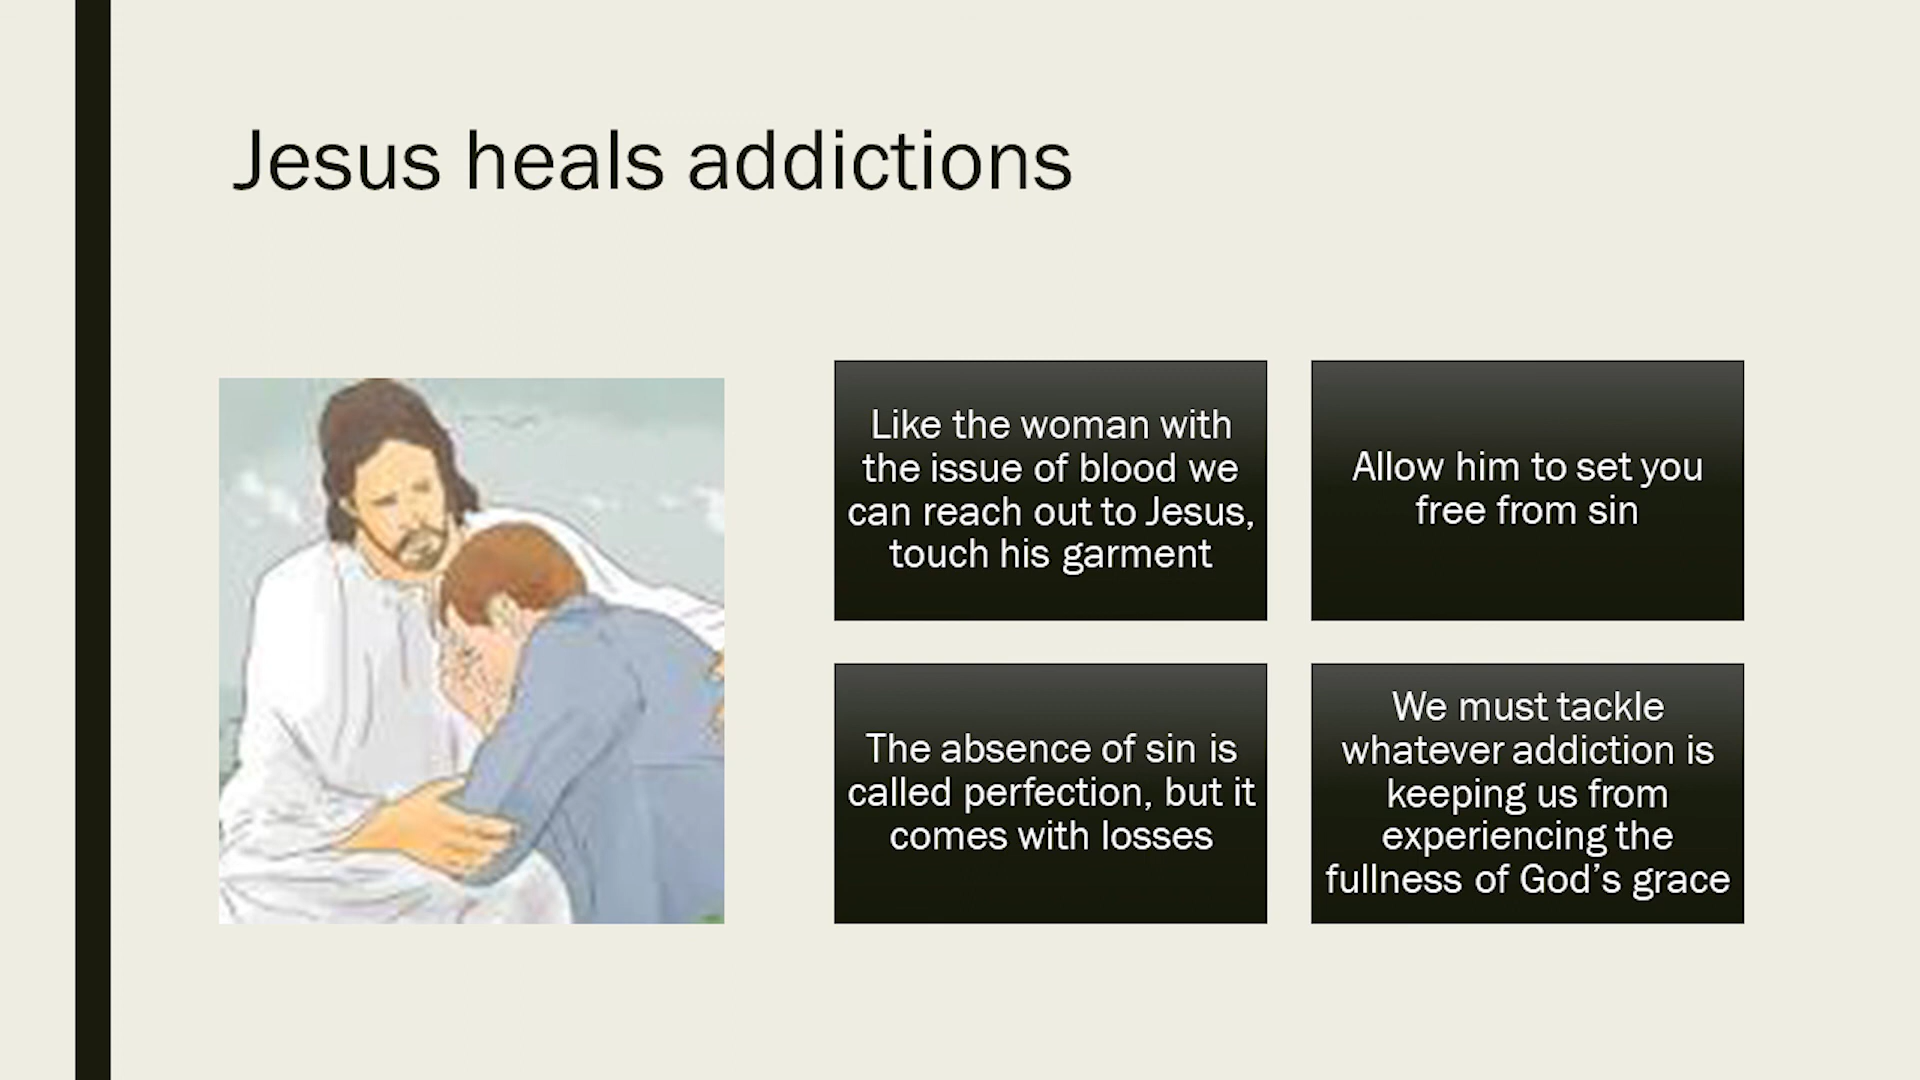 Jesus heals addictions
Like the woman with
the issue of blood we
can reach out to Jesus,
touch his garment
Allow him to set you
free from sin
The absence of sin is
called perfection, but it
comes with losses
We must tackle
whatever addiction is
keeping us from
experiencing the
fullness of God’s grace